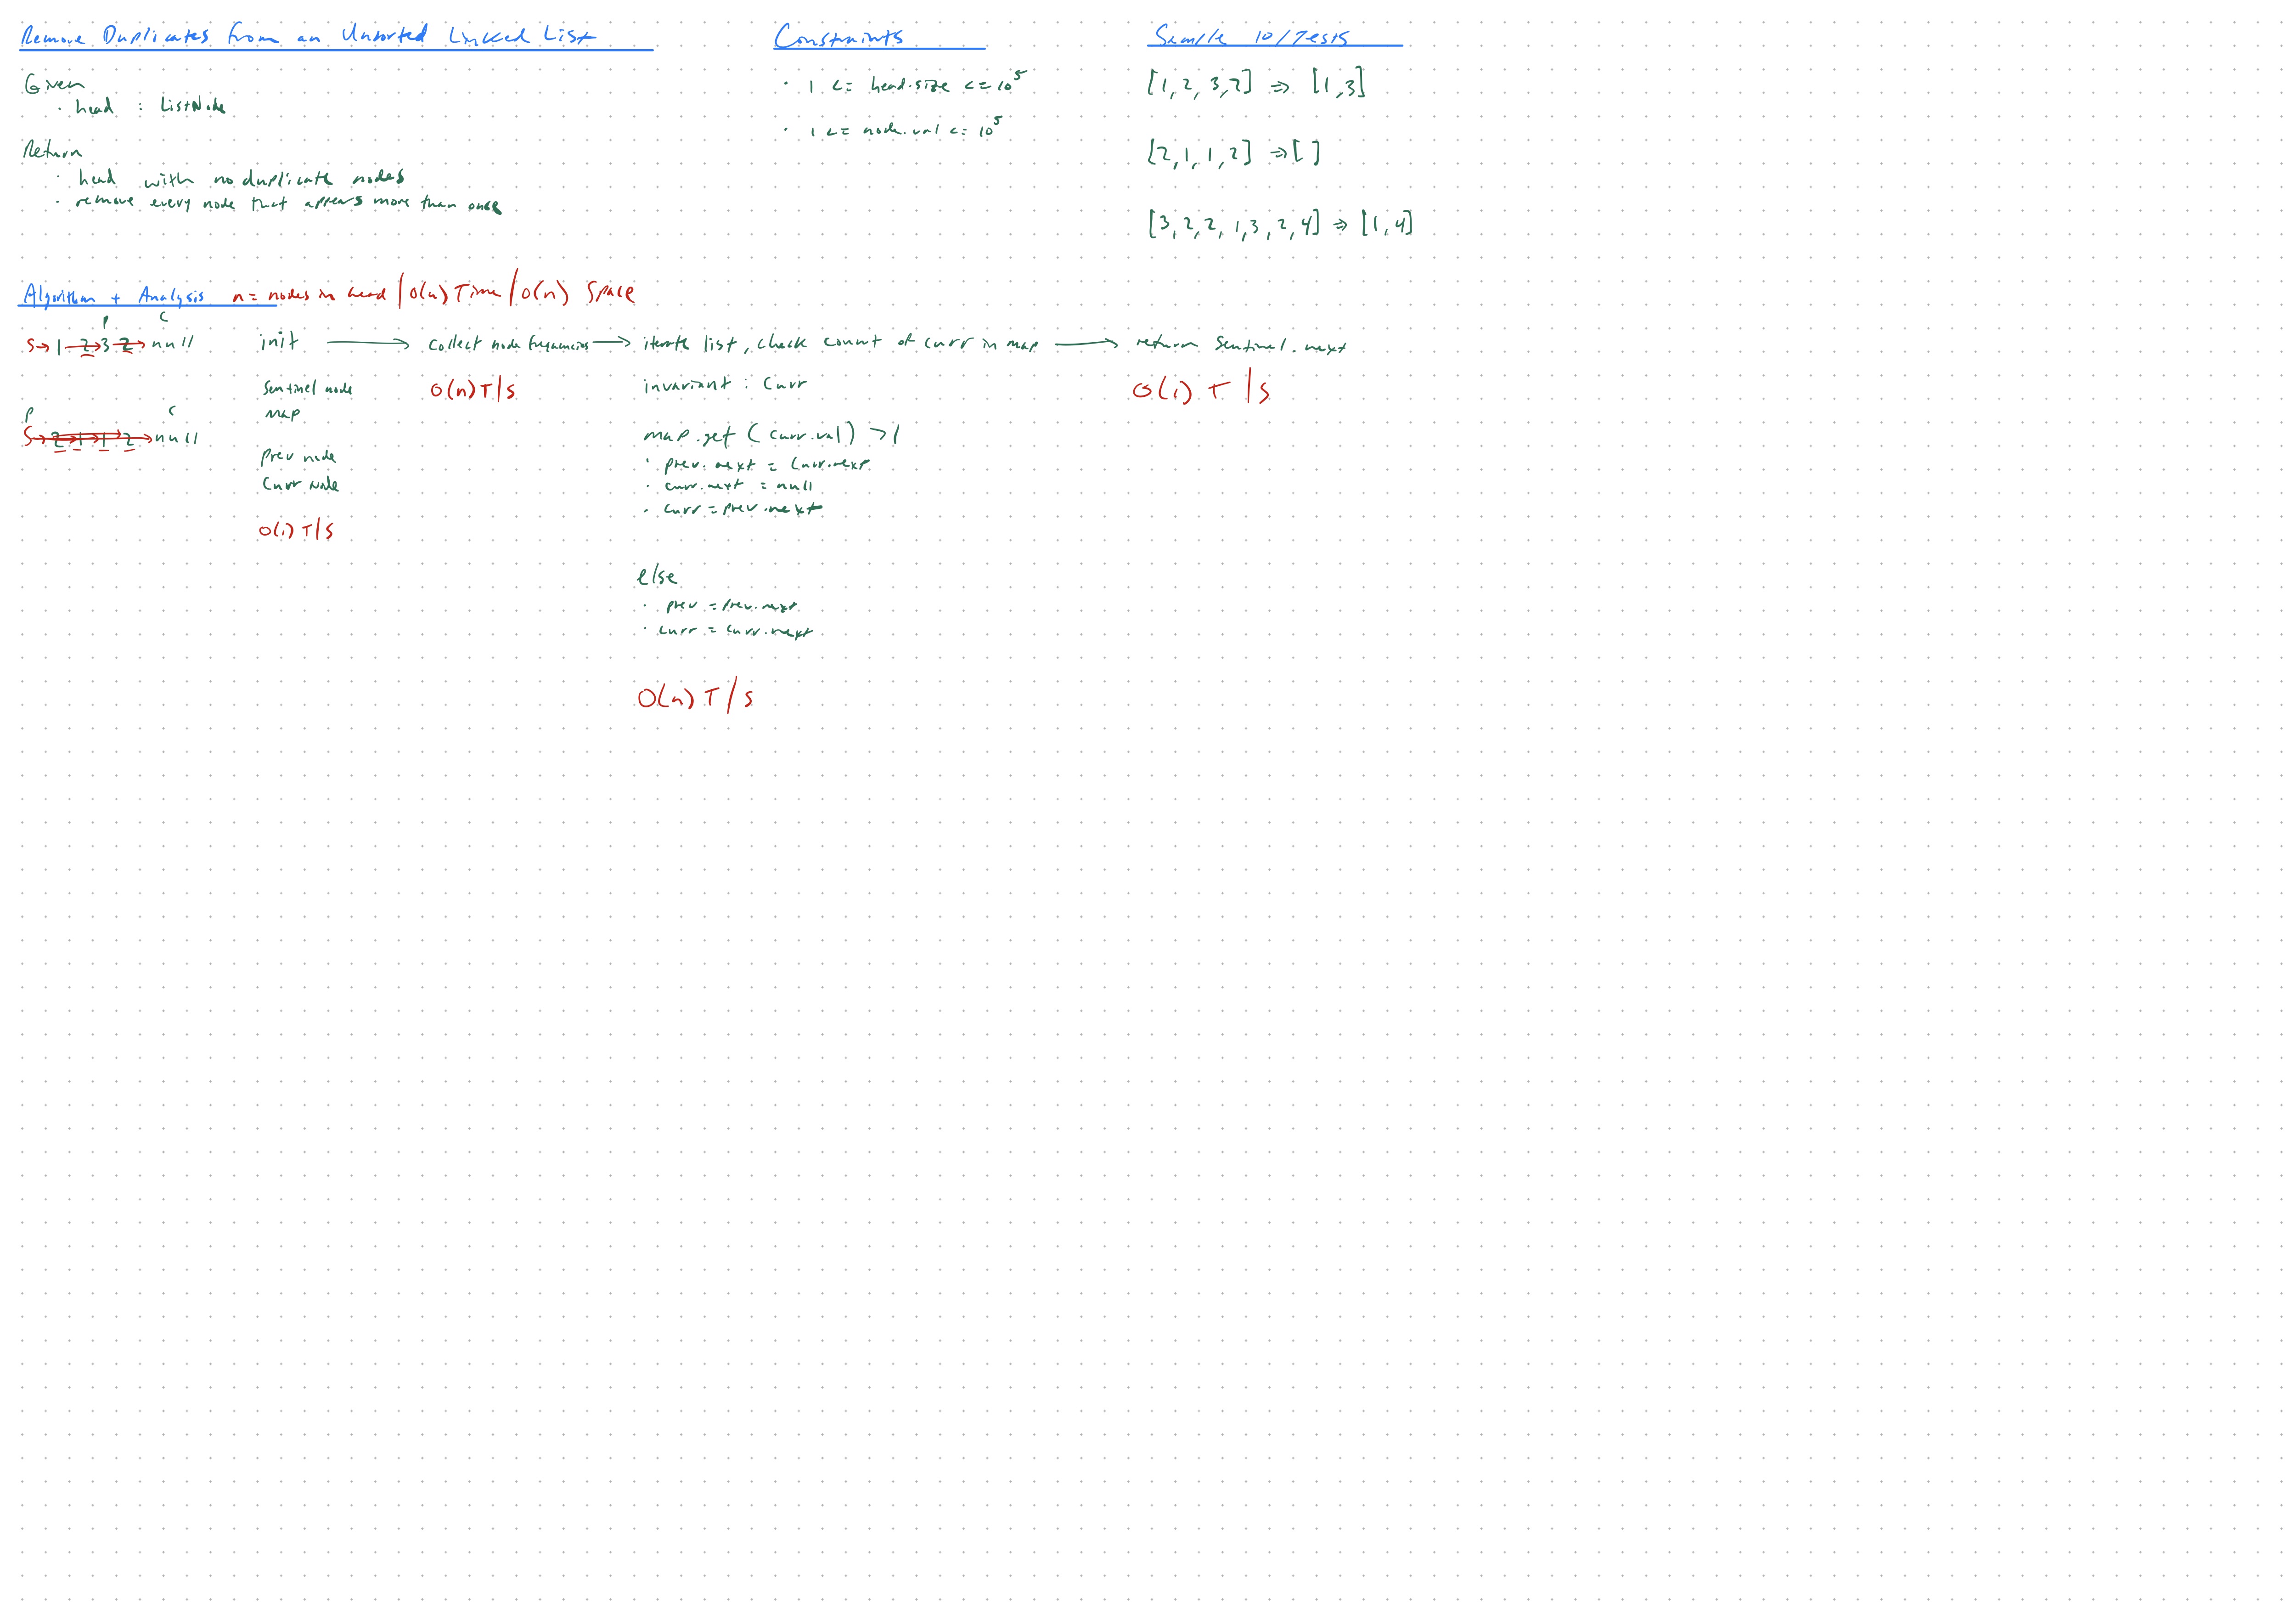 Remove Duplicates from an Unsorted Linked List
Given
· head : ListNode
Return
· head with no duplicate nodes
· remove every node that appears more than once
Constraints
· 1 <= head.size <= 10^5
· 1 <= node.val <= 10^5
Sample IO/Tests
[1, 2, 3, 2] => [1, 3]
[2, 1, 1, 2] => [ ]
[3, 2, 2, 1, 3, 2, 4] => [1, 4]
Algorithm + Analysis n = nodes in head / O(n) Time / O(n) Space
P C
S → 1 → 2 → 3 → 2 → null
P C
S → 2 → 1 → 1 → 2 → null
init →
Sentinel node
Map
Prev node
Curr Node
O(1) T/S
collect node frequencies →
O(n) T/S
iterate list, check count of curr in map →
invariant : Curr
map.get (curr.val) > 1
· prev.next = curr.next
· curr.next = null
· curr = prev.next
else
· prev = prev.next
· curr = curr.next
O(n) T/S
return sentinel.next
O(1) T/S